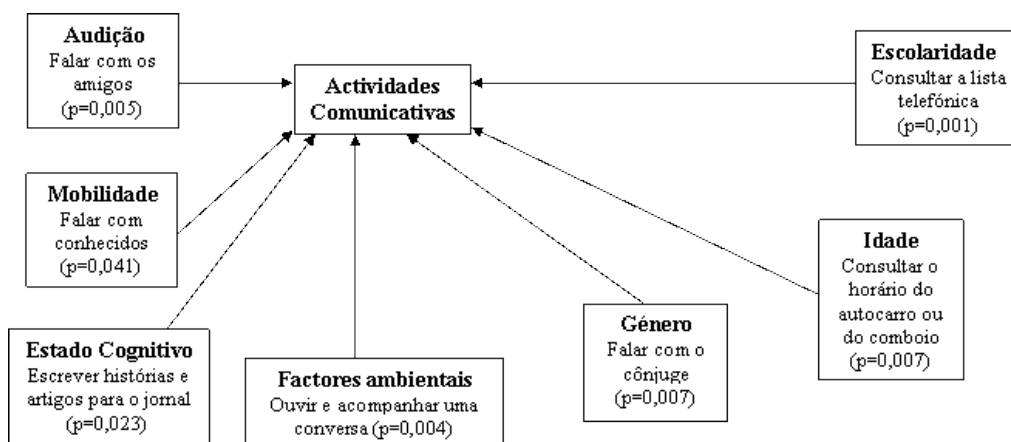 Audição
Falar com os
amigos
(p=0,005)
Actividades
Comunicativas
Escolaridade
Consultar a lista
telefónica
(p=0,001)
Mobilidade
Falar com
conhecidos
(p=0,041)
Idade
Consultar o
horário do
autocarro ou
do comboio
(p=0,007)
Estado Cognitivo
Escrever histórias e
artigos para o jornal
(p=0,023)
Factores ambientais
Ouvir e acompanhar uma
conversa (p=0,004)
Género
Falar com o
cônjuge
(p=0,007)